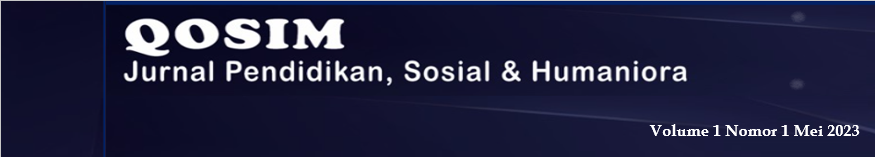 QOSIM
Jurnal Pendidikan, Sosial & Humaniora
Volume 1 Nomor 1 Mei 2023